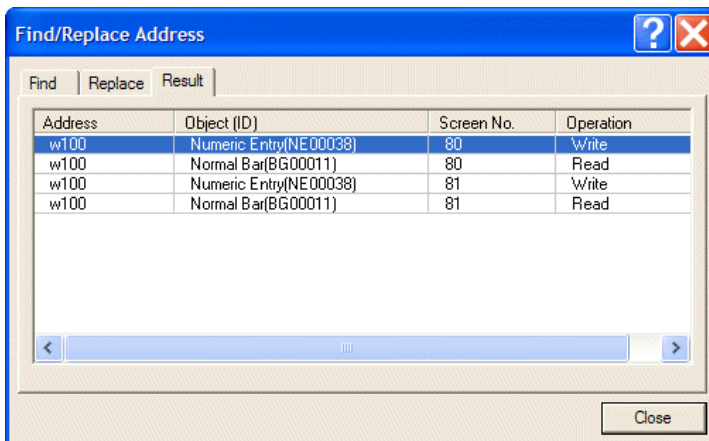 Find/Replace Address
Find Replace Result
Address Object (ID) Screen No. Operation
w100 Numeric Entry(NE00038) 80 Write
w100 Normal Bar(BG00011) 80 Read
w100 Numeric Entry(NE00038) 81 Write
w100 Normal Bar(BG00011) 81 Read
Close